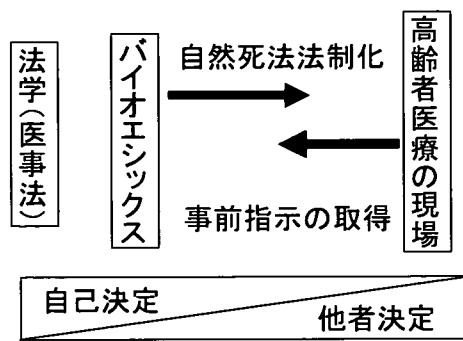 法学（医事法）
バイオエシックス
自然死法法制化
事前指示の取得
高齢者医療の現場
自己決定
他者決定